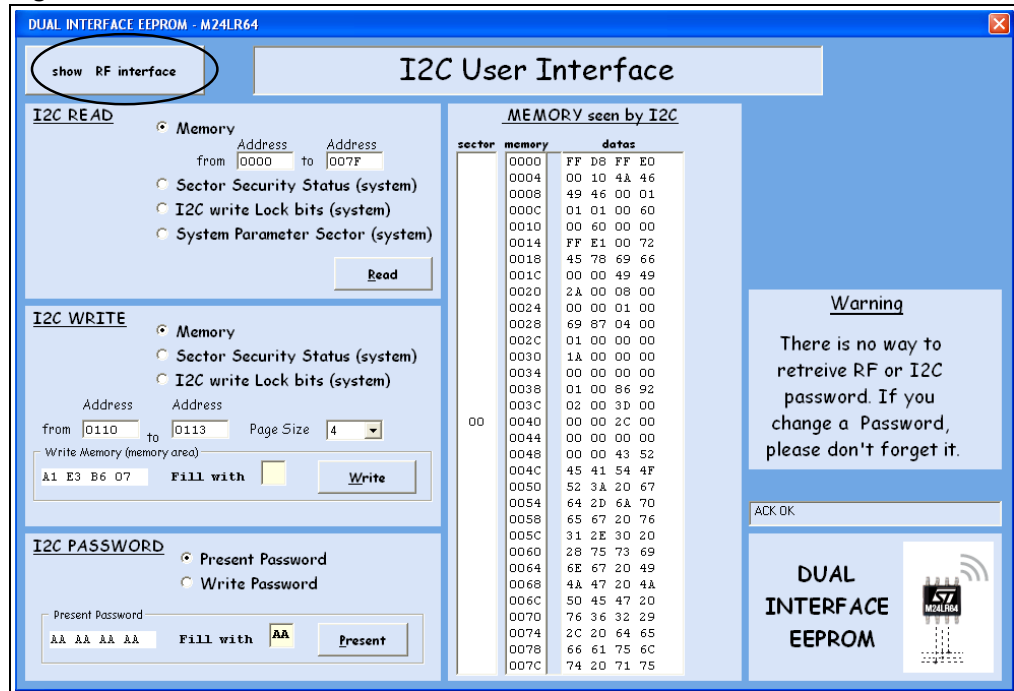 DUAL INTERFACE EEPROM - M24LR64
show RF interface
I2C User Interface
I2C READ
Memory
Address Address
from 0000 to 007F
Sector Security Status (system)
I2C write Lock bits (system)
System Parameter Sector (system)
Read
I2C WRITE
Memory
Sector Security Status (system)
I2C write Lock bits (system)
Address Address
from 0110 to 0113 Page Size 4
Write Memory (memory area)
A1 E3 B6 07 Fill with Write
I2C PASSWORD
Present Password
Write Password
Present Password
AA AA AA AA Fill with AA Present
MEMORY seen by I2C
sector memory datas
0000 FF D8 FF E0
0004 00 10 4A 46
0008 49 46 00 01
000C 01 01 00 60
0010 00 60 00 00
0014 FF E1 00 72
0018 45 78 69 66
001C 00 00 49 49
0020 2A 00 08 00
0024 00 00 01 00
0028 69 87 04 00
002C 01 00 00 00
0030 1A 00 00 00
0034 00 00 00 00
0038 01 00 86 92
003C 02 00 3D 00
00 0040 00 00 2C 00
0044 00 00 00 00
0048 00 00 43 52
004C 45 41 54 4F
0050 52 3A 20 67
0054 64 2D 6A 70
0058 65 67 20 76
005C 31 2E 30 20
0060 28 75 73 69
0064 6E 67 20 49
0068 4A 47 20 4A
006C 50 45 47 20
0070 76 36 32 29
0074 2C 20 64 65
0078 66 61 75 6C
007C 74 20 71 75
Warning
There is no way to
retreive RF or I2C
password. If you
change a Password,
please don't forget it.
ACK OK
DUAL
INTERFACE
EEPROM
ST
M24LR64